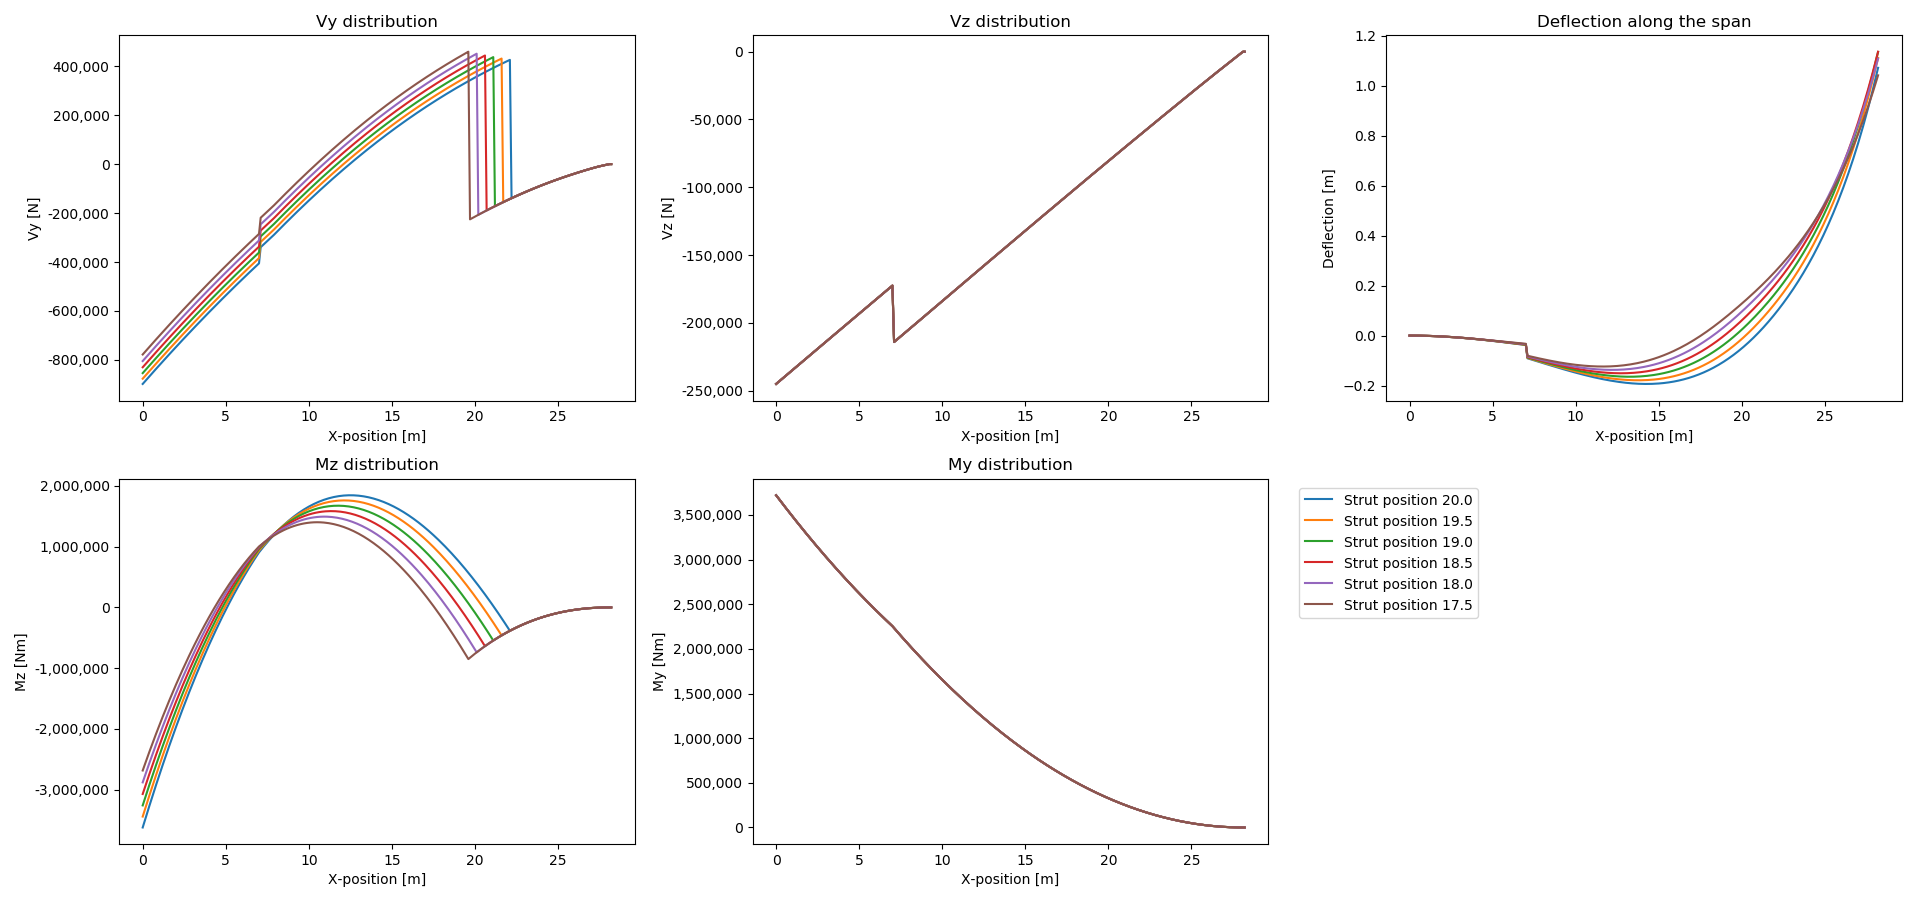 Vy distribution
400,000
200,000
0
-200,000
-400,000
-600,000
-800,000
Vy [N]
0 5 10 15 20 25
X-position [m]
Vz distribution
0
-50,000
-100,000
-150,000
-200,000
-250,000
Vz [N]
0 5 10 15 20 25
X-position [m]
Deflection along the span
1.2
1.0
0.8
0.6
0.4
0.2
0.0
−0.2
Deflection [m]
0 5 10 15 20 25
X-position [m]
Mz distribution
2,000,000
1,000,000
0
-1,000,000
-2,000,000
-3,000,000
Mz [Nm]
0 5 10 15 20 25
X-position [m]
My distribution
3,500,000
3,000,000
2,500,000
2,000,000
1,500,000
1,000,000
500,000
0
My [Nm]
0 5 10 15 20 25
X-position [m]
Strut position 20.0
Strut position 19.5
Strut position 19.0
Strut position 18.5
Strut position 18.0
Strut position 17.5